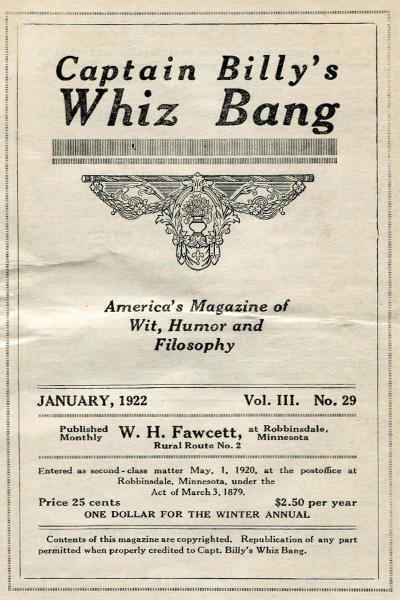 Captain Billy's
Whiz Bang
America's Magazine of
Wit, Humor and
Filosophy
JANUARY, 1922 Vol. III. No. 29
Published Monthly W. H. Fawcett, at Robbinsdale, Minnesota
Rural Route No. 2
Entered as second-class matter May, 1, 1920, at the postoffice at
Robbinsdale, Minnesota, under the
Act of March 3, 1879.
Price 25 cents $2.50 per year
ONE DOLLAR FOR THE WINTER ANNUAL
Contents of this magazine are copyrighted. Republication of any part
permitted when properly credited to Capt. Billy's Whiz Bang.